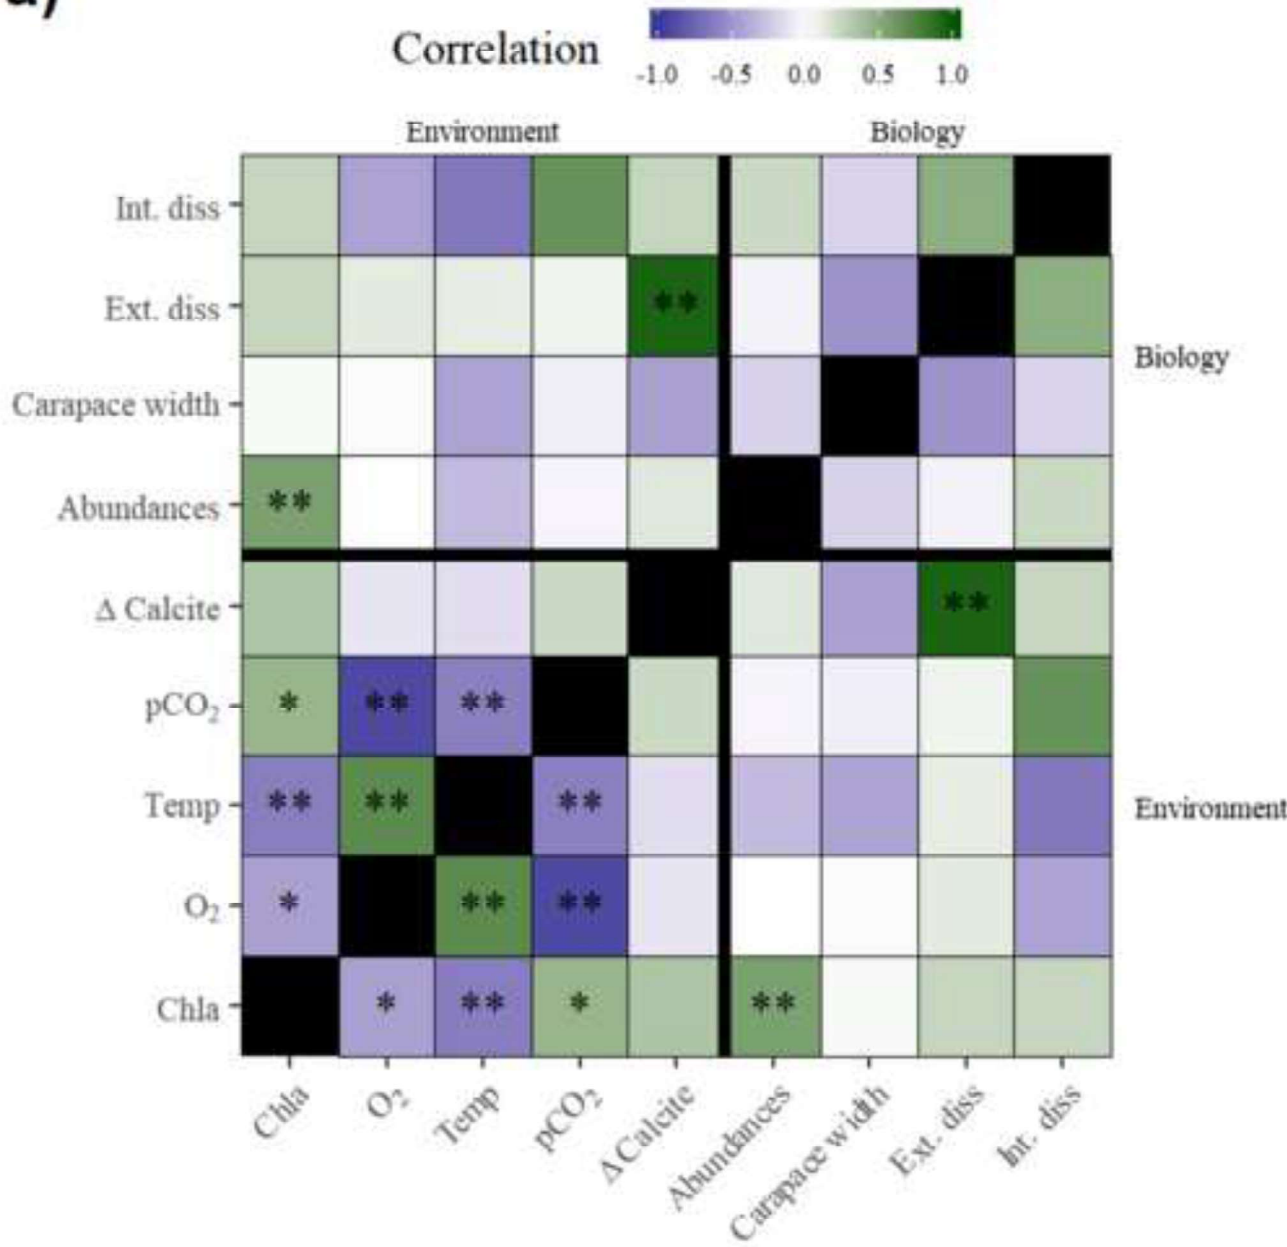 a)
Correlation
-1.0 -0.5 0.0 0.5 1.0
Environment Biology
Int. diss
Ext. diss **
Carapace width
Abundances **
Δ Calcite **
pCO₂ * ** **
Temp ** ** **
O₂ * ** **
Chla * ** * **
Biology
Environment
Chla O₂ Temp pCO₂ Δ Calcite Abundances Carapace width Ext. diss Int. diss